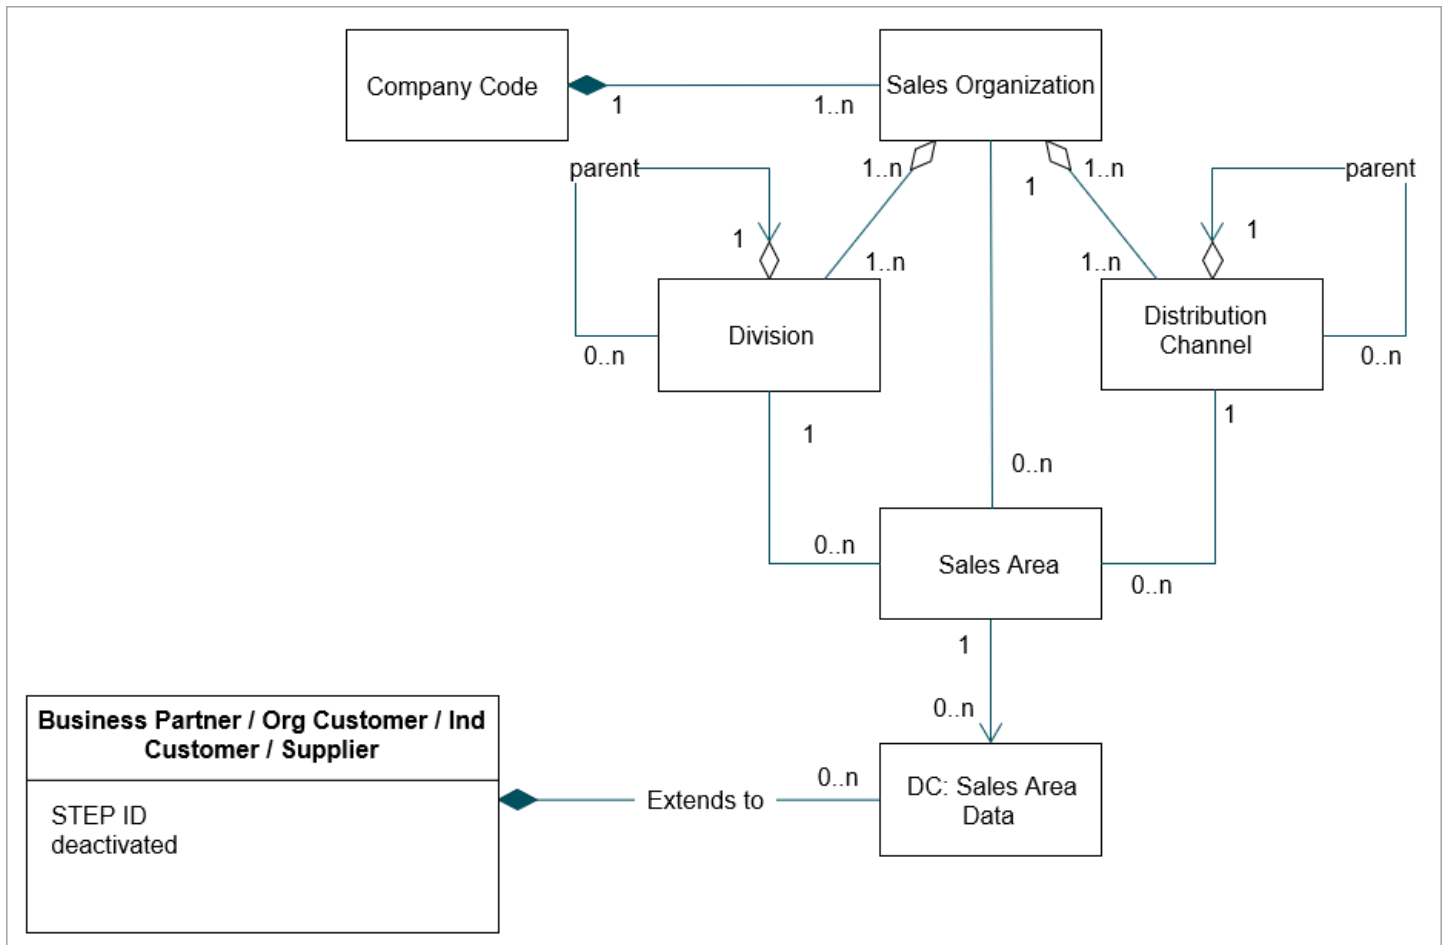 Company Code
Sales Organization
1
1..n
parent
1..n
1
1..n
parent
1
1
1..n
1..n
Division
Distribution
Channel
0..n
0..n
1
1
0..n
0..n
Sales Area
0..n
1
0..n
Business Partner / Org Customer / Ind
Customer / Supplier
STEP ID
deactivated
Extends to
0..n
DC: Sales Area
Data